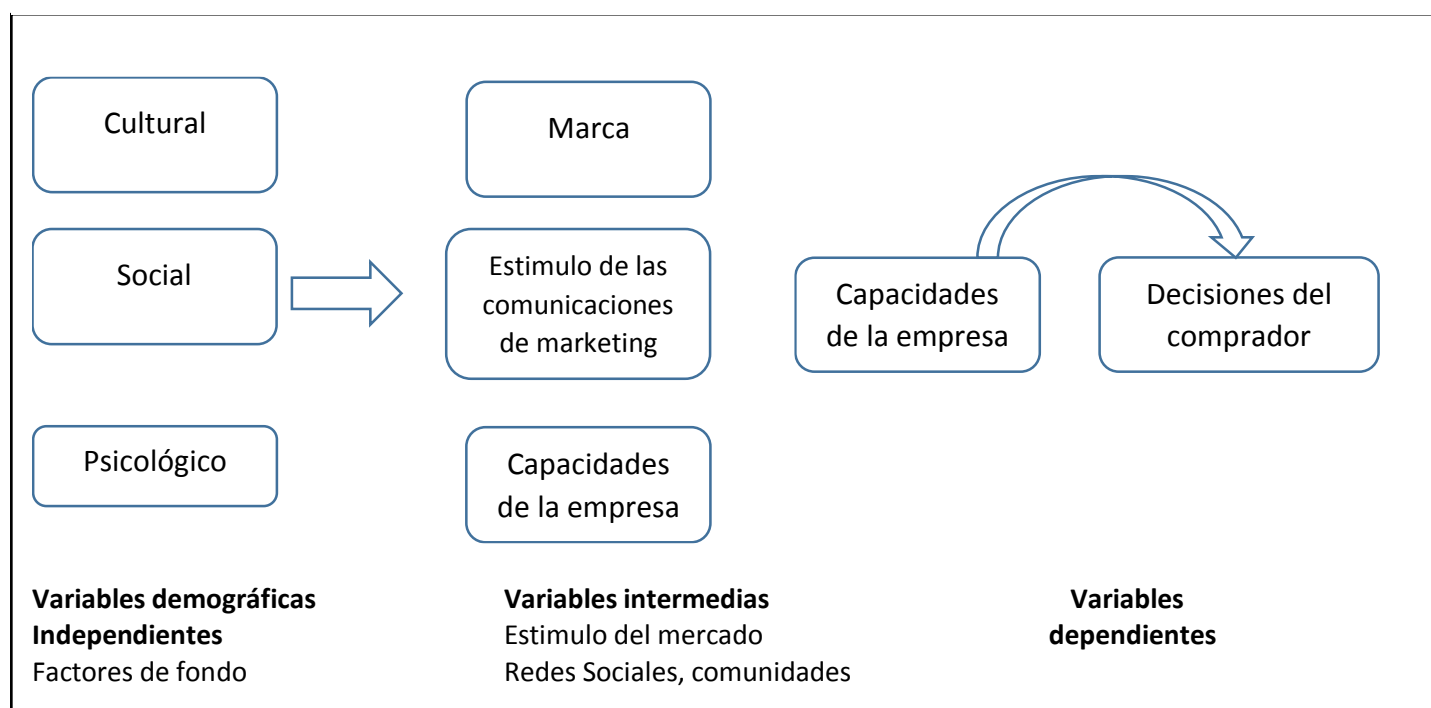 Cultural
Social
Psicológico
Marca
Estimulo de las
comunicaciones
de marketing
Capacidades
de la empresa
Capacidades
de la empresa
Decisiones del
comprador
Variables demográficas
Independientes
Factores de fondo
Variables intermedias
Estimulo del mercado
Redes Sociales, comunidades
Variables
dependientes